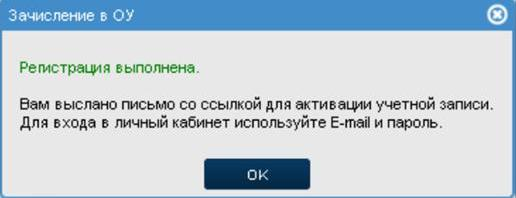 Зачисление в ОУ
Регистрация выполнена.
Вам выслано письмо со ссылкой для активации учетной записи.
Для входа в личный кабинет используйте E-mail и пароль.
OK